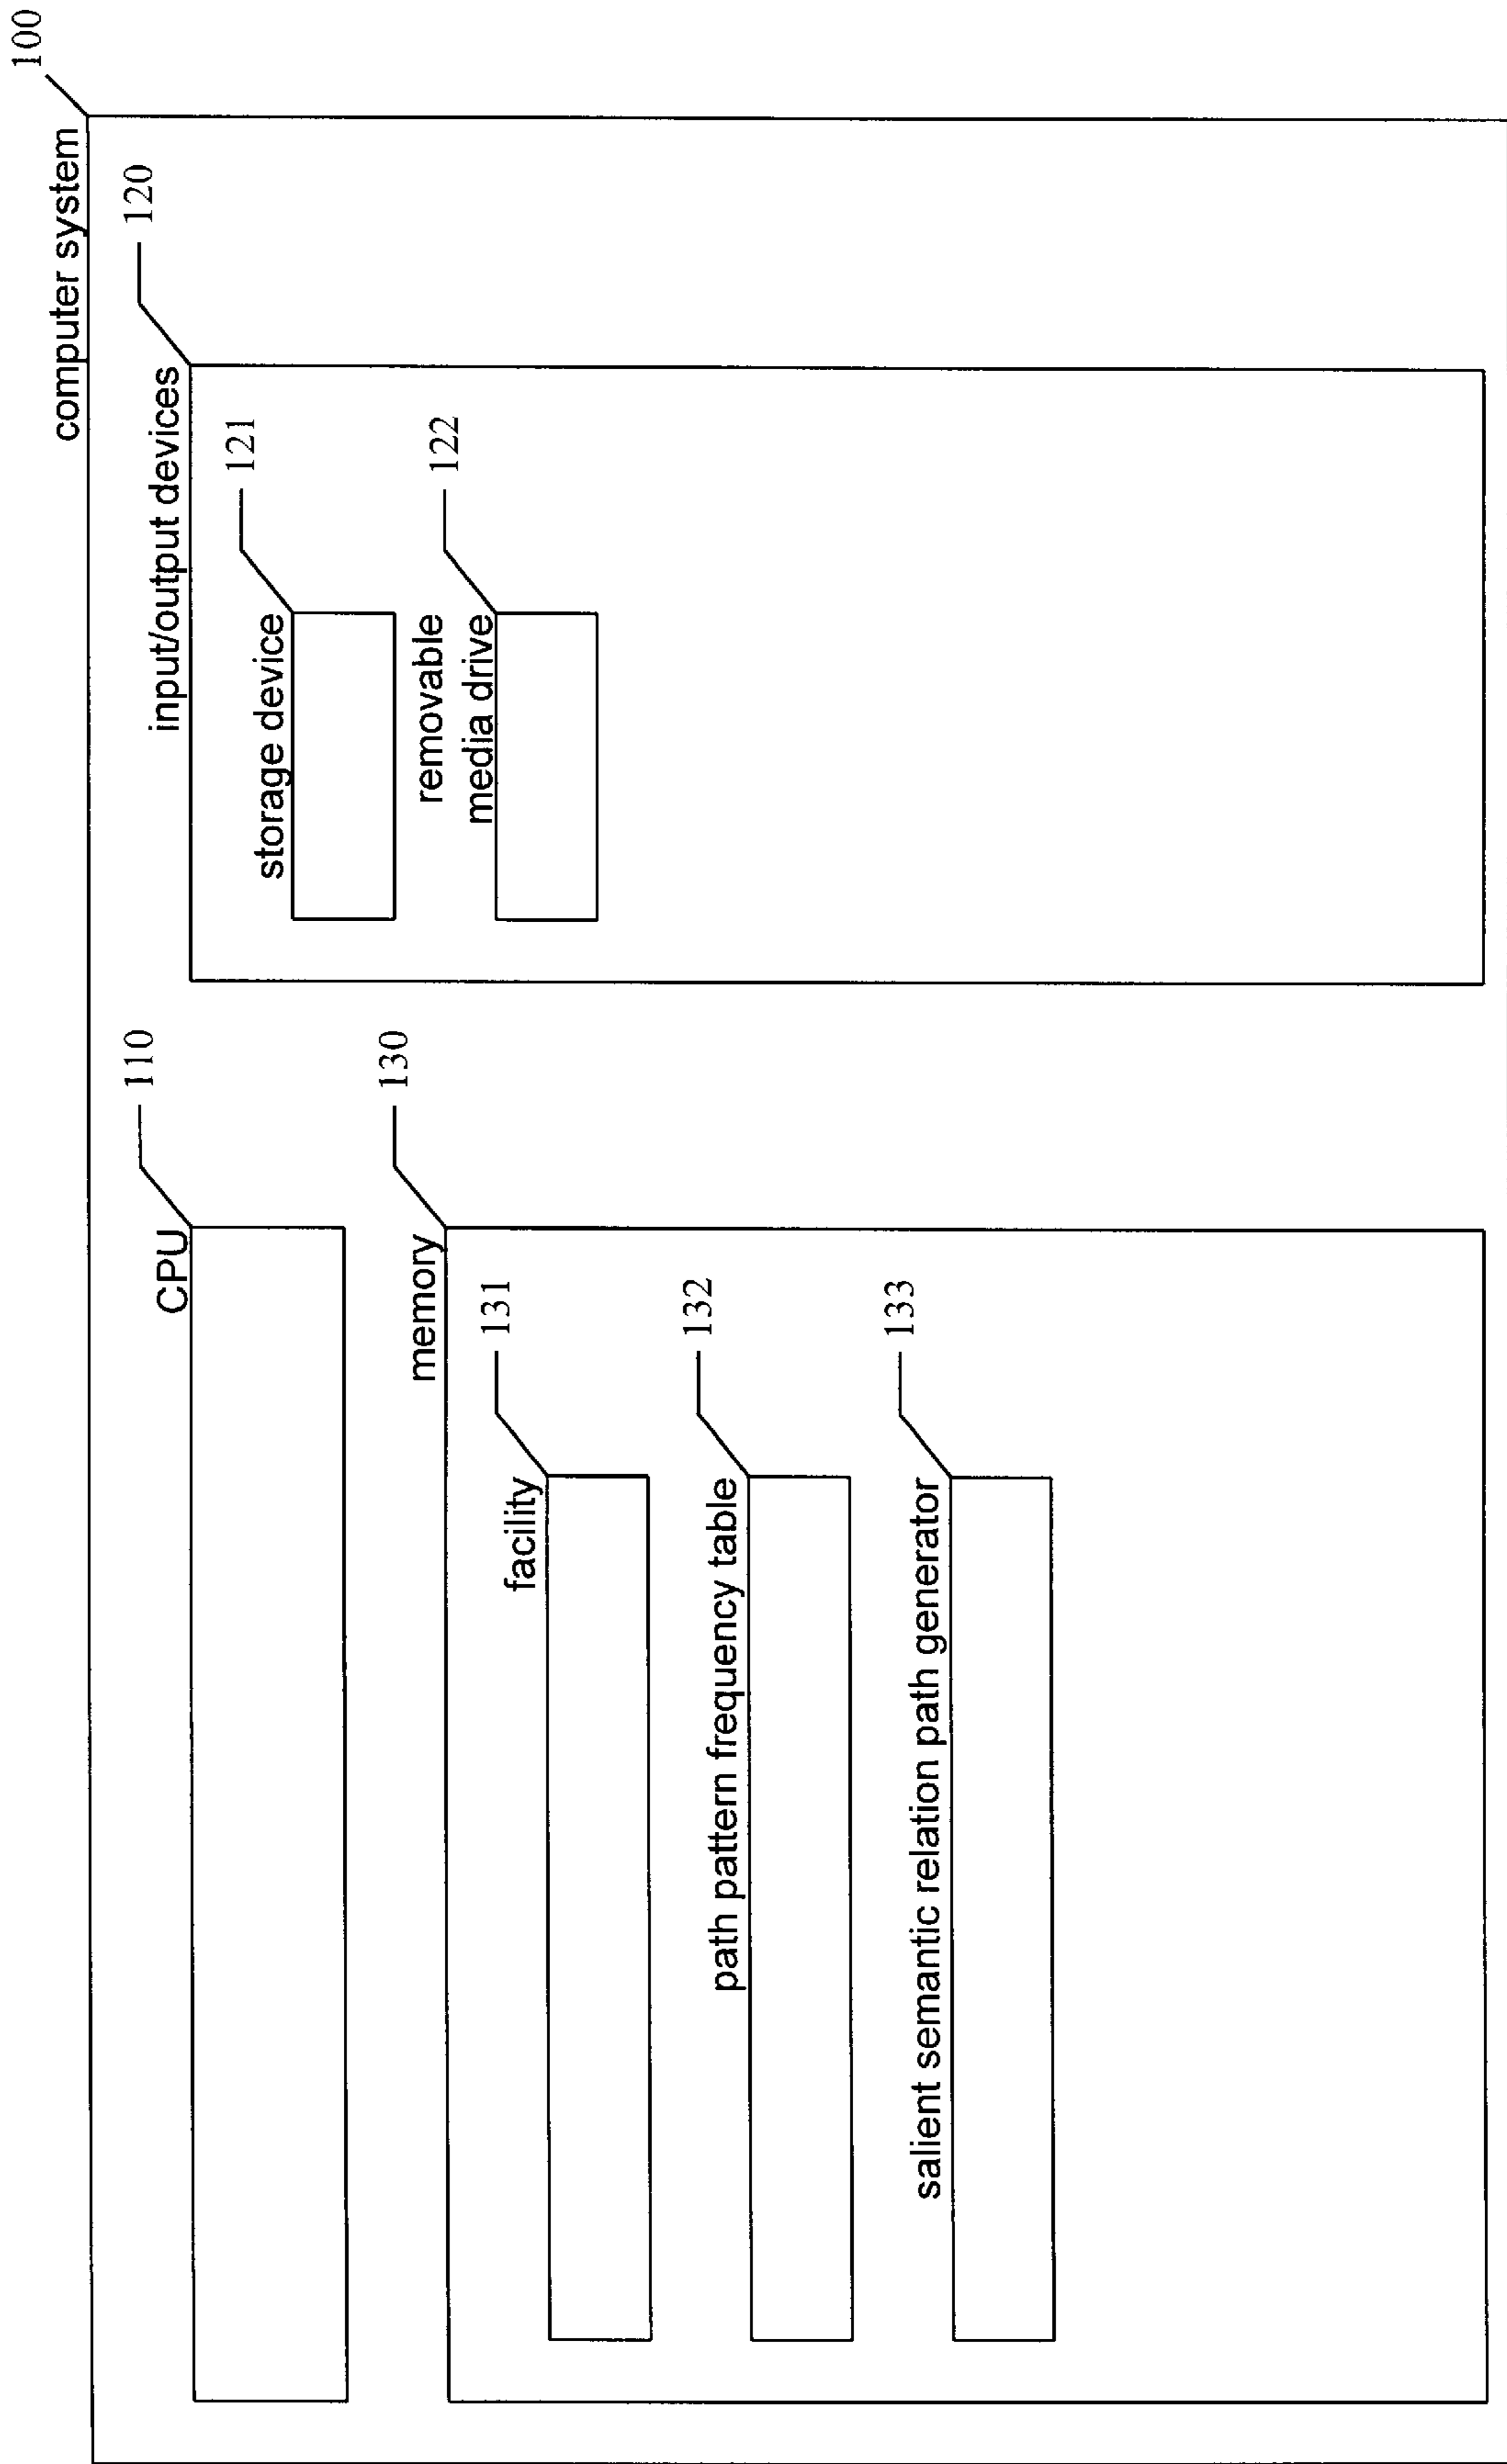 100
computer system
110
CPU
120
input/output devices
121
storage device
122
removable
media drive
130
memory
131
facility
132
path pattern frequency table
133
salient semantic relation path generator